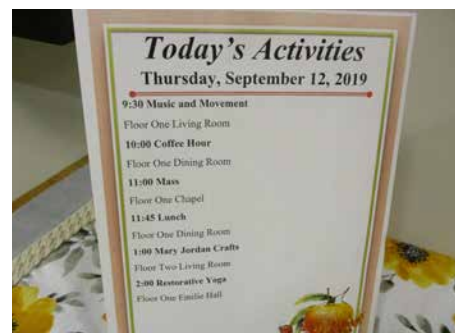 Today's Activities
Thursday, September 12, 2019
9:30 Music and Movement
Floor One Living Room
10:00 Coffee Hour
Floor One Dining Room
11:00 Mass
Floor One Chapel
11:45 Lunch
Floor One Dining Room
1:00 Mary Jordan Crafts
Floor Two Living Room
2:00 Restorative Yoga
Floor One Emilie Hall